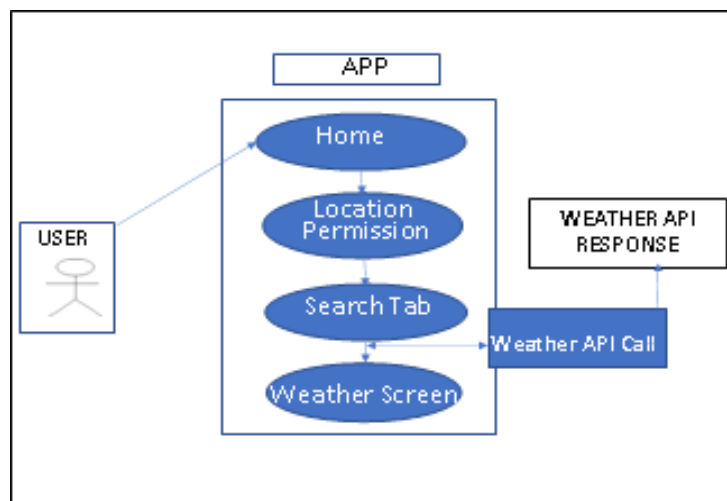 APP
Home
Location
Permission
USER
WEATHER API
RESPONSE
Search Tab
Weather API Call
Weather Screen